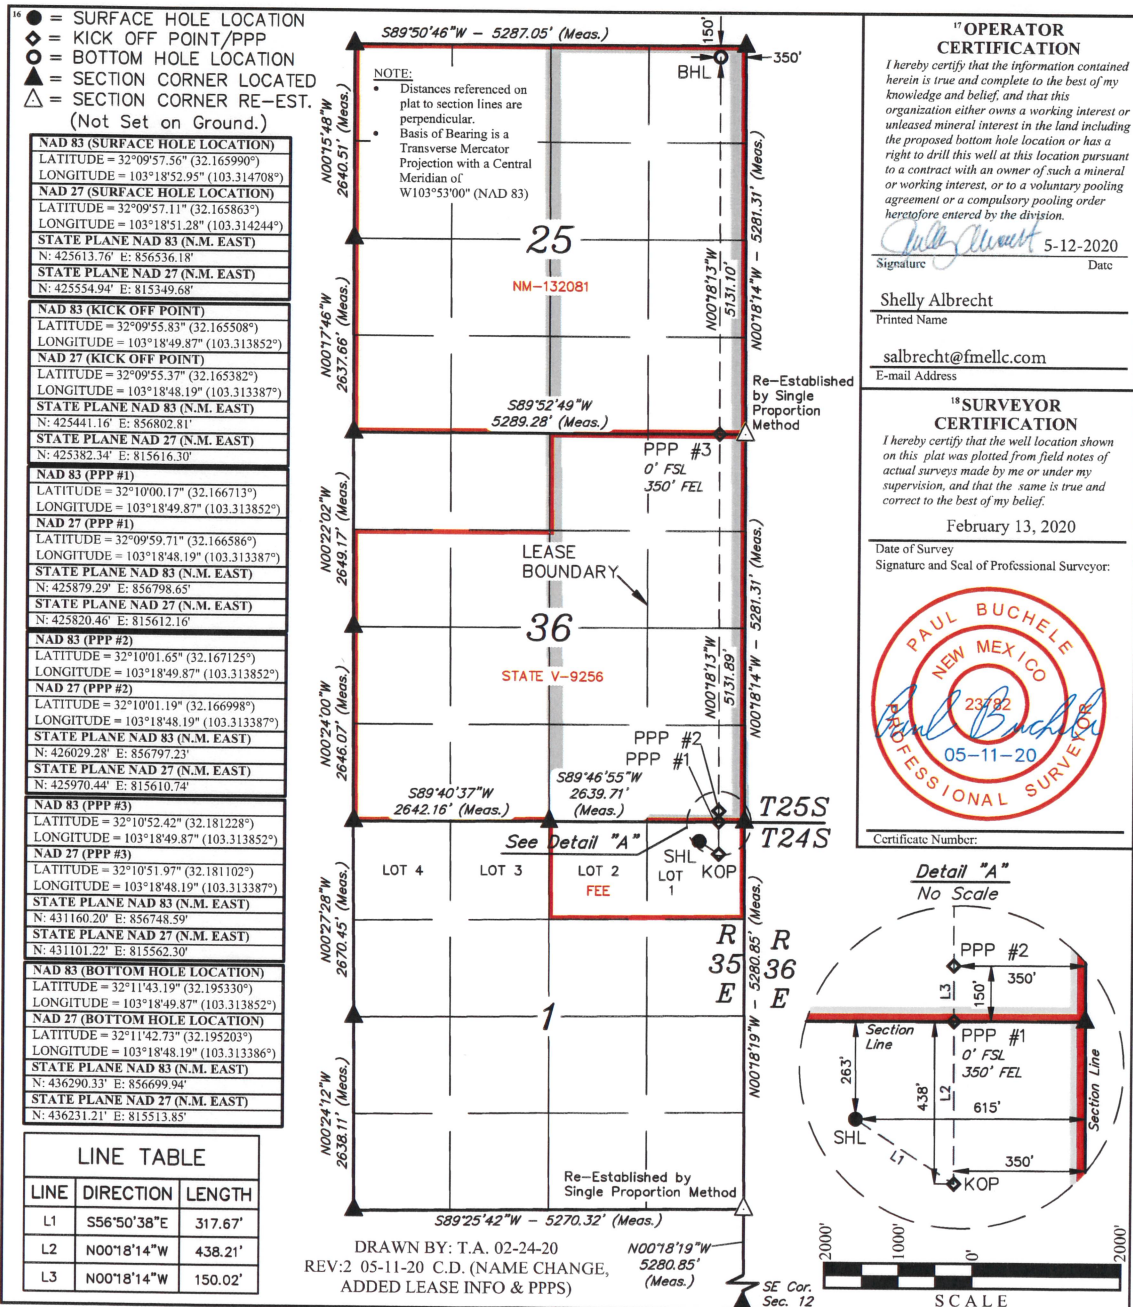 16
● = SURFACE HOLE LOCATION
◇ = KICK OFF POINT/PPP
○ = BOTTOM HOLE LOCATION
▲ = SECTION CORNER LOCATED
△ = SECTION CORNER RE-EST.
(Not Set on Ground.)
NAD 83 (SURFACE HOLE LOCATION)
LATITUDE = 32°09'57.56" (32.165990°)
LONGITUDE = 103°18'52.95" (103.314708°)
NAD 27 (SURFACE HOLE LOCATION)
LATITUDE = 32°09'57.11" (32.165863°)
LONGITUDE = 103°18'51.28" (103.314244°)
STATE PLANE NAD 83 (N.M. EAST)
N: 425613.76' E: 856536.18'
STATE PLANE NAD 27 (N.M. EAST)
N: 425554.94' E: 815349.68'
NAD 83 (KICK OFF POINT)
LATITUDE = 32°09'55.83" (32.165508°)
LONGITUDE = 103°18'49.87" (103.313852°)
NAD 27 (KICK OFF POINT)
LATITUDE = 32°09'55.37" (32.165382°)
LONGITUDE = 103°18'48.19" (103.313387°)
STATE PLANE NAD 83 (N.M. EAST)
N: 425441.16' E: 856802.81'
STATE PLANE NAD 27 (N.M. EAST)
N: 425382.34' E: 815616.30'
NAD 83 (PPP #1)
LATITUDE = 32°10'00.17" (32.166713°)
LONGITUDE = 103°18'49.87" (103.313852°)
NAD 27 (PPP #1)
LATITUDE = 32°09'59.71" (32.166586°)
LONGITUDE = 103°18'48.19" (103.313387°)
STATE PLANE NAD 83 (N.M. EAST)
N: 425879.29' E: 856798.65'
STATE PLANE NAD 27 (N.M. EAST)
N: 425820.46' E: 815612.16'
NAD 83 (PPP #2)
LATITUDE = 32°10'01.65" (32.167125°)
LONGITUDE = 103°18'49.87" (103.313852°)
NAD 27 (PPP #2)
LATITUDE = 32°10'01.19" (32.166998°)
LONGITUDE = 103°18'48.19" (103.313387°)
STATE PLANE NAD 83 (N.M. EAST)
N: 426029.28' E: 856797.23'
STATE PLANE NAD 27 (N.M. EAST)
N: 425970.44' E: 815610.74'
NAD 83 (PPP #3)
LATITUDE = 32°10'52.42" (32.181228°)
LONGITUDE = 103°18'49.87" (103.313852°)
NAD 27 (PPP #3)
LATITUDE = 32°10'51.97" (32.181102°)
LONGITUDE = 103°18'48.19" (103.313387°)
STATE PLANE NAD 83 (N.M. EAST)
N: 431160.20' E: 856748.59'
STATE PLANE NAD 27 (N.M. EAST)
N: 431101.22' E: 815562.30'
NAD 83 (BOTTOM HOLE LOCATION)
LATITUDE = 32°11'43.19" (32.195330°)
LONGITUDE = 103°18'49.87" (103.313852°)
NAD 27 (BOTTOM HOLE LOCATION)
LATITUDE = 32°11'42.73" (32.195203°)
LONGITUDE = 103°18'48.19" (103.313386°)
STATE PLANE NAD 83 (N.M. EAST)
N: 436290.33' E: 856699.94'
STATE PLANE NAD 27 (N.M. EAST)
N: 436231.21' E: 815513.85'
LINE TABLE
LINE DIRECTION LENGTH
L1 S56°50'38"E 317.67'
L2 N00°18'14"W 438.21'
L3 N00°18'14"W 150.02'
S89°50'46"W - 5287.05' (Meas.)
150'
350'
BHL
NOTE:
• Distances referenced on
plat to section lines are
perpendicular.
• Basis of Bearing is a
Transverse Mercator
Projection with a Central
Meridian of
W103°53'00" (NAD 83)
N00°15'48"W
2640.51' (Meas.)
25
NM-132081
N00°18'13"W
5131.10'
N00°18'14"W - 5281.31' (Meas.)
N00°17'46"W
2637.66' (Meas.)
Re-Established
by Single
Proportion
Method
S89°52'49"W
5289.28' (Meas.)
PPP #3
0' FSL
350' FEL
N00°22'02"W
2649.17' (Meas.)
LEASE
BOUNDARY
36
STATE V-9256
N00°18'13"W
5131.89'
N00°18'14"W - 5281.31' (Meas.)
N00°24'00"W
2646.07' (Meas.)
PPP #2
PPP #1
S89°40'37"W
2642.16' (Meas.)
S89°46'55"W
2639.71'
(Meas.)
T25S
T24S
See Detail "A"
SHL
KOP
LOT 4
LOT 3
LOT 2
FEE
LOT
1
N00°27'28"W
2670.45' (Meas.)
R R
35 36
E E
1
N00°18'19"W - 5280.85' (Meas.)
N00°24'12"W
2638.11' (Meas.)
Re-Established by
Single Proportion Method
S89°25'42"W - 5270.32' (Meas.)
DRAWN BY: T.A. 02-24-20
REV:2 05-11-20 C.D. (NAME CHANGE,
ADDED LEASE INFO & PPPS)
N00°18'19"W
5280.85'
(Meas.)
SE Cor.
Sec. 12
17 OPERATOR
CERTIFICATION
I hereby certify that the information contained
herein is true and complete to the best of my
knowledge and belief, and that this
organization either owns a working interest or
unleased mineral interest in the land including
the proposed bottom hole location or has a
right to drill this well at this location pursuant
to a contract with an owner of such a mineral
or working interest, or to a voluntary pooling
agreement or a compulsory pooling order
heretofore entered by the division.
5-12-2020
Signature Date
Shelly Albrecht
Printed Name
salbrecht@fmellc.com
E-mail Address
18 SURVEYOR
CERTIFICATION
I hereby certify that the well location shown
on this plat was plotted from field notes of
actual surveys made by me or under my
supervision, and that the same is true and
correct to the best of my belief.
February 13, 2020
Date of Survey
Signature and Seal of Professional Surveyor:
PAUL BUCHELE
NEW MEXICO
23782
Paul Buchele
05-11-20
PROFESSIONAL SURVEYOR
Certificate Number:
Detail "A"
No Scale
PPP #2
350'
L3
150'
Section
Line
PPP #1
0' FSL
350' FEL
263'
438'
L2
615'
Section Line
SHL
L1
350'
KOP
2000'
1000'
0'
2000'
SCALE